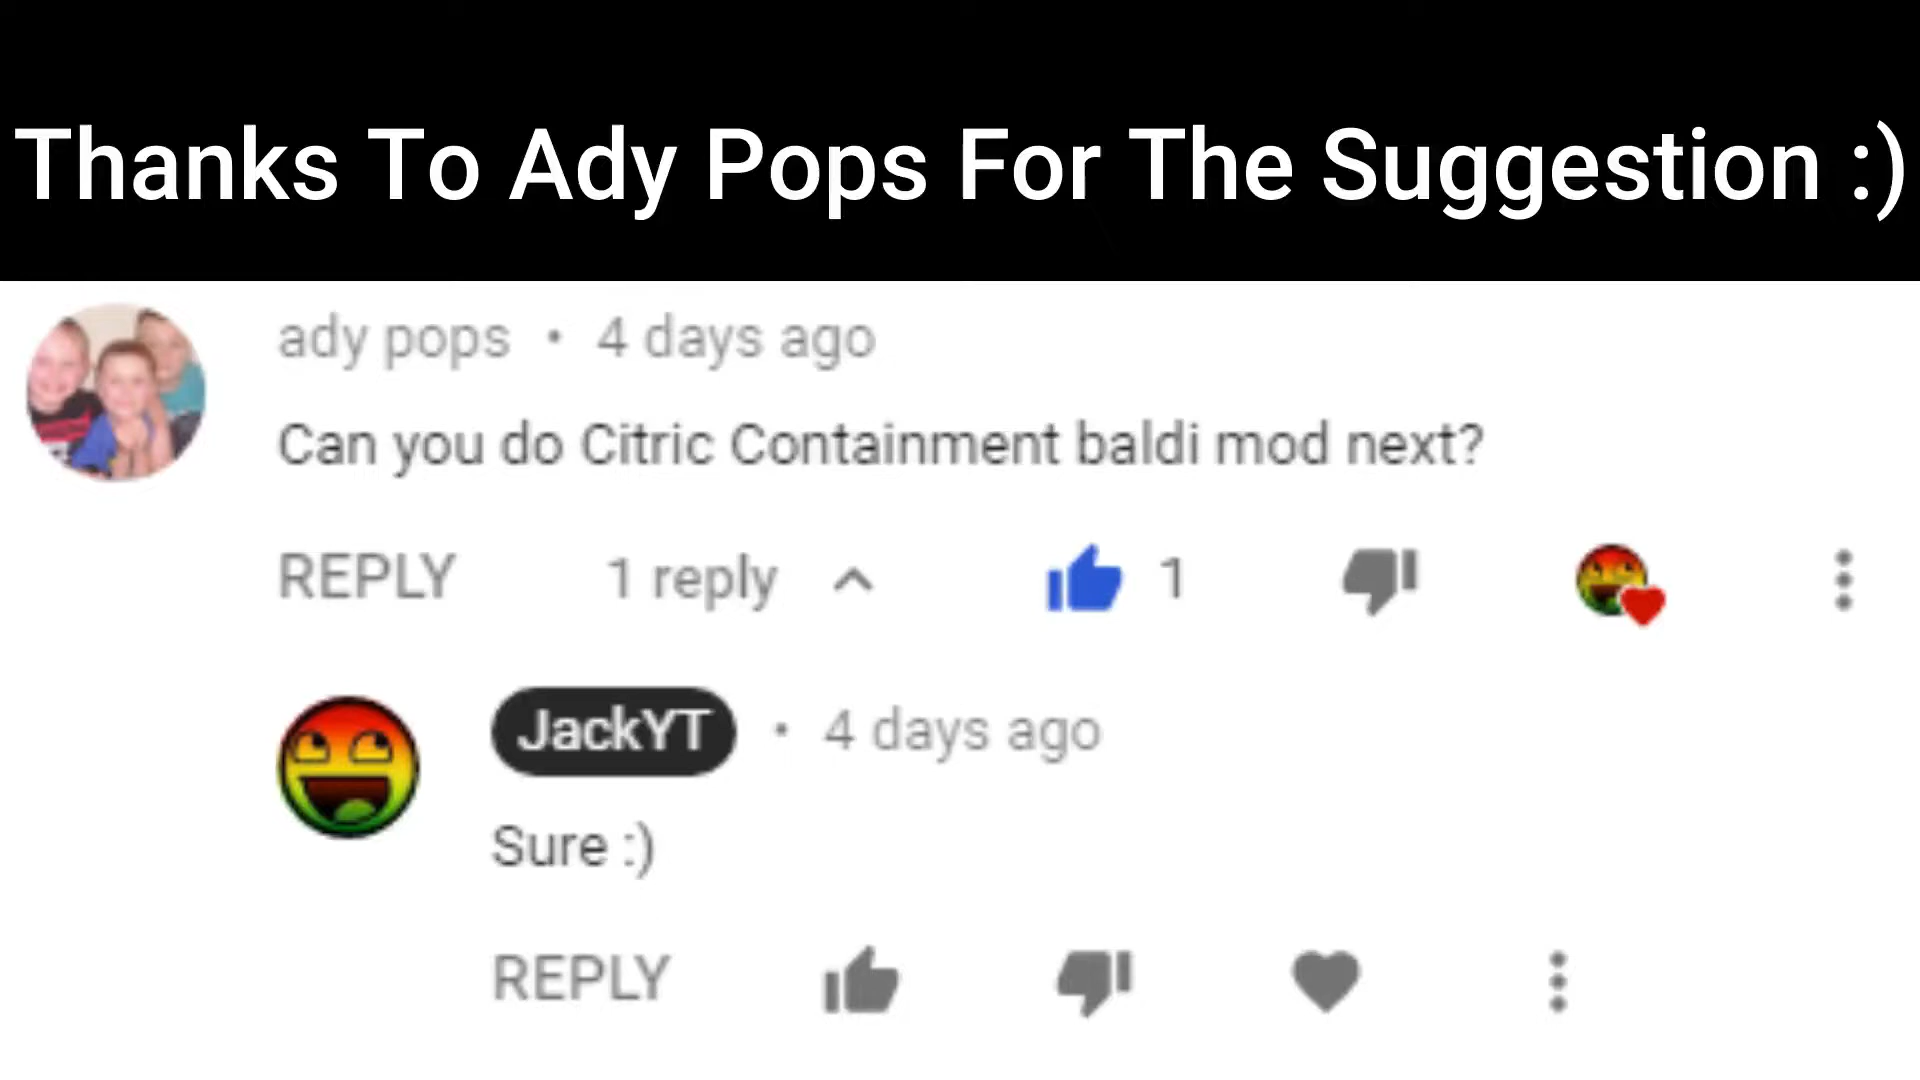 Thanks To Ady Pops For The Suggestion :)
ady pops • 4 days ago
Can you do Citric Containment baldi mod next?
REPLY 1 reply 1
JackYT • 4 days ago
Sure :)
REPLY